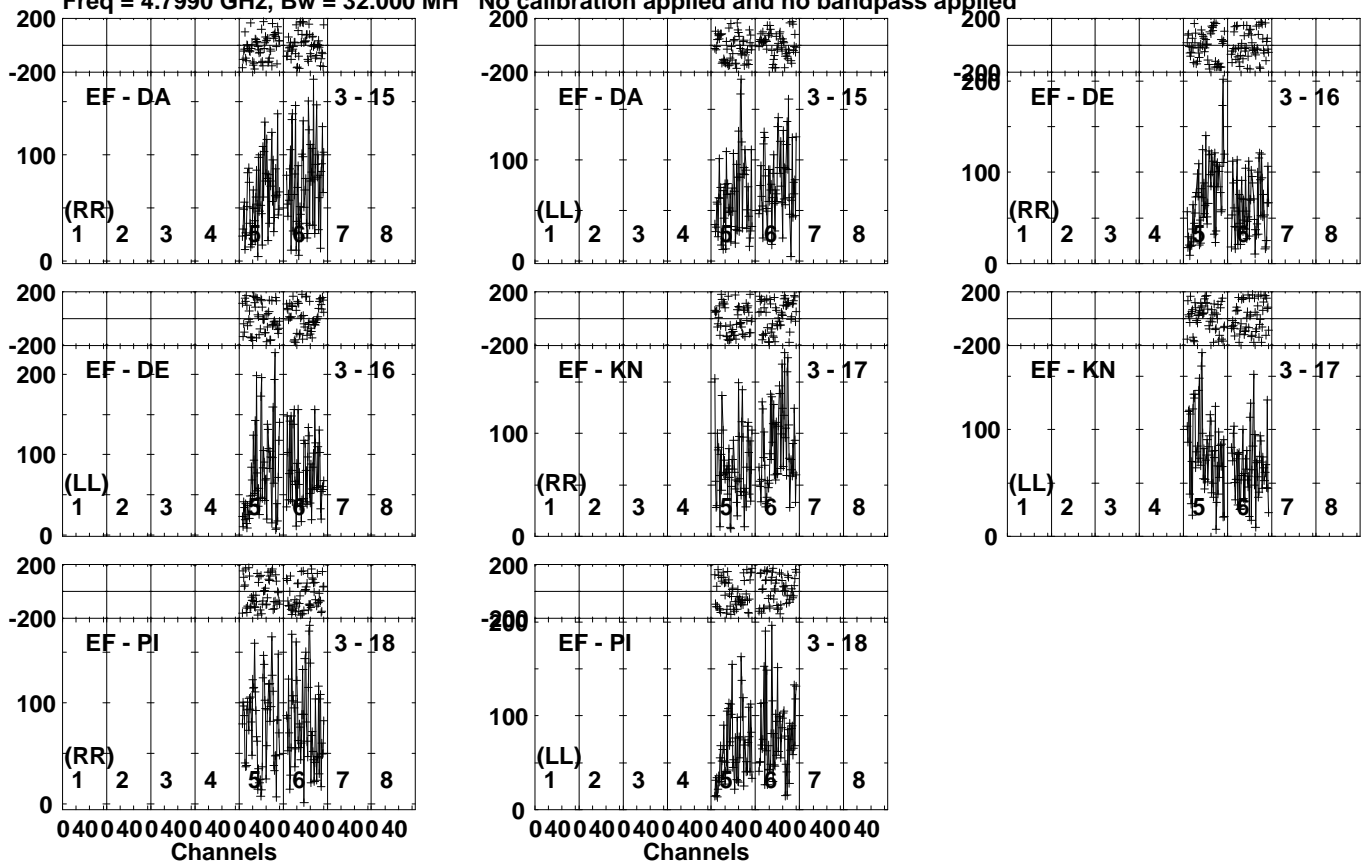 Freq = 4.7990 GHz, Bw = 32.000 MH No calibration applied and no bandpass applied
200 200 200
-200 -200 -200
200
EF - DA 3 - 15 EF - DA 3 - 15 EF - DE 3 - 16
100 100 100
(RR) (LL) (RR)
1 2 3 4 5 6 7 8 1 2 3 4 5 6 7 8 1 2 3 4 5 6 7 8
0 0 0
200 200 200
-200 -200 -200
EF - DE 3 - 16 EF - KN 3 - 17 EF - KN 3 - 17
200
100 100 100
(LL) (RR) (LL)
1 2 3 4 5 6 7 8 1 2 3 4 5 6 7 8 1 2 3 4 5 6 7 8
0 0 0
200 200
-200 -200
200
EF - PI 3 - 18 EF - PI 3 - 18
100 100
(RR) (LL)
1 2 3 4 5 6 7 8 1 2 3 4 5 6 7 8
0 0
0 40 0 40 0 40 0 40 0 40 0 40 0 40 0 40 0 40 0 40 0 40 0 40 0 40 0 40 0 40 0 40
Channels Channels